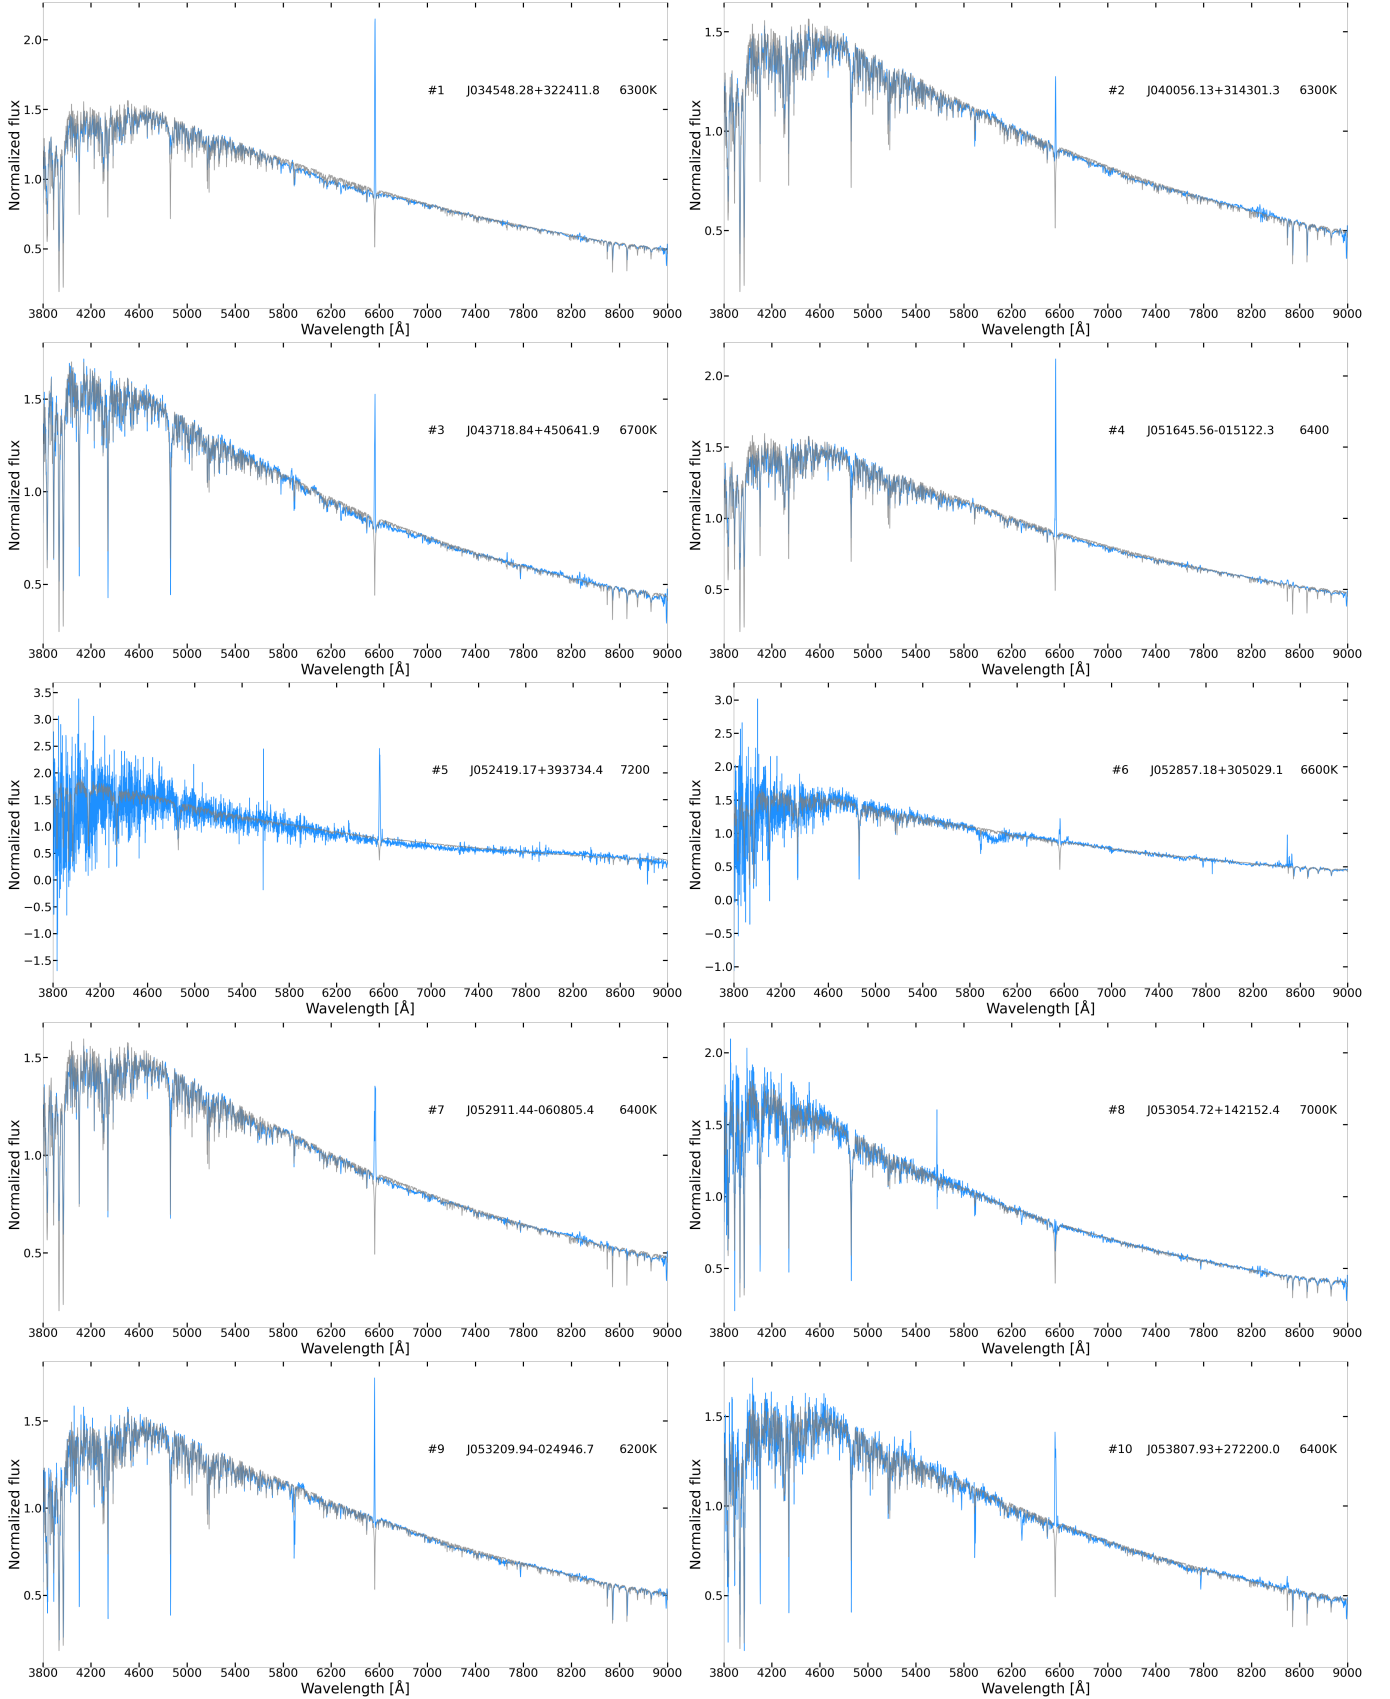 2.0
1.5
1.0
0.5
Normalized flux
#1 J034548.28+322411.8 6300K
3800 4200 4600 5000 5400 5800 6200 6600 7000 7400 7800 8200 8600 9000
Wavelength [Å]
1.5
1.0
0.5
Normalized flux
#2 J040056.13+314301.3 6300K
3800 4200 4600 5000 5400 5800 6200 6600 7000 7400 7800 8200 8600 9000
Wavelength [Å]
1.5
1.0
0.5
Normalized flux
#3 J043718.84+450641.9 6700K
3800 4200 4600 5000 5400 5800 6200 6600 7000 7400 7800 8200 8600 9000
Wavelength [Å]
2.0
1.5
1.0
0.5
Normalized flux
#4 J051645.56-015122.3 6400
3800 4200 4600 5000 5400 5800 6200 6600 7000 7400 7800 8200 8600 9000
Wavelength [Å]
3.5
3.0
2.5
2.0
1.5
1.0
0.5
0.0
−0.5
−1.0
−1.5
Normalized flux
#5 J052419.17+393734.4 7200
3800 4200 4600 5000 5400 5800 6200 6600 7000 7400 7800 8200 8600 9000
Wavelength [Å]
3.0
2.5
2.0
1.5
1.0
0.5
0.0
−0.5
−1.0
Normalized flux
#6 J052857.18+305029.1 6600K
3800 4200 4600 5000 5400 5800 6200 6600 7000 7400 7800 8200 8600 9000
Wavelength [Å]
1.5
1.0
0.5
Normalized flux
#7 J052911.44-060805.4 6400K
3800 4200 4600 5000 5400 5800 6200 6600 7000 7400 7800 8200 8600 9000
Wavelength [Å]
2.0
1.5
1.0
0.5
Normalized flux
#8 J053054.72+142152.4 7000K
3800 4200 4600 5000 5400 5800 6200 6600 7000 7400 7800 8200 8600 9000
Wavelength [Å]
1.5
1.0
0.5
Normalized flux
#9 J053209.94-024946.7 6200K
3800 4200 4600 5000 5400 5800 6200 6600 7000 7400 7800 8200 8600 9000
Wavelength [Å]
1.5
1.0
0.5
Normalized flux
#10 J053807.93+272200.0 6400K
3800 4200 4600 5000 5400 5800 6200 6600 7000 7400 7800 8200 8600 9000
Wavelength [Å]